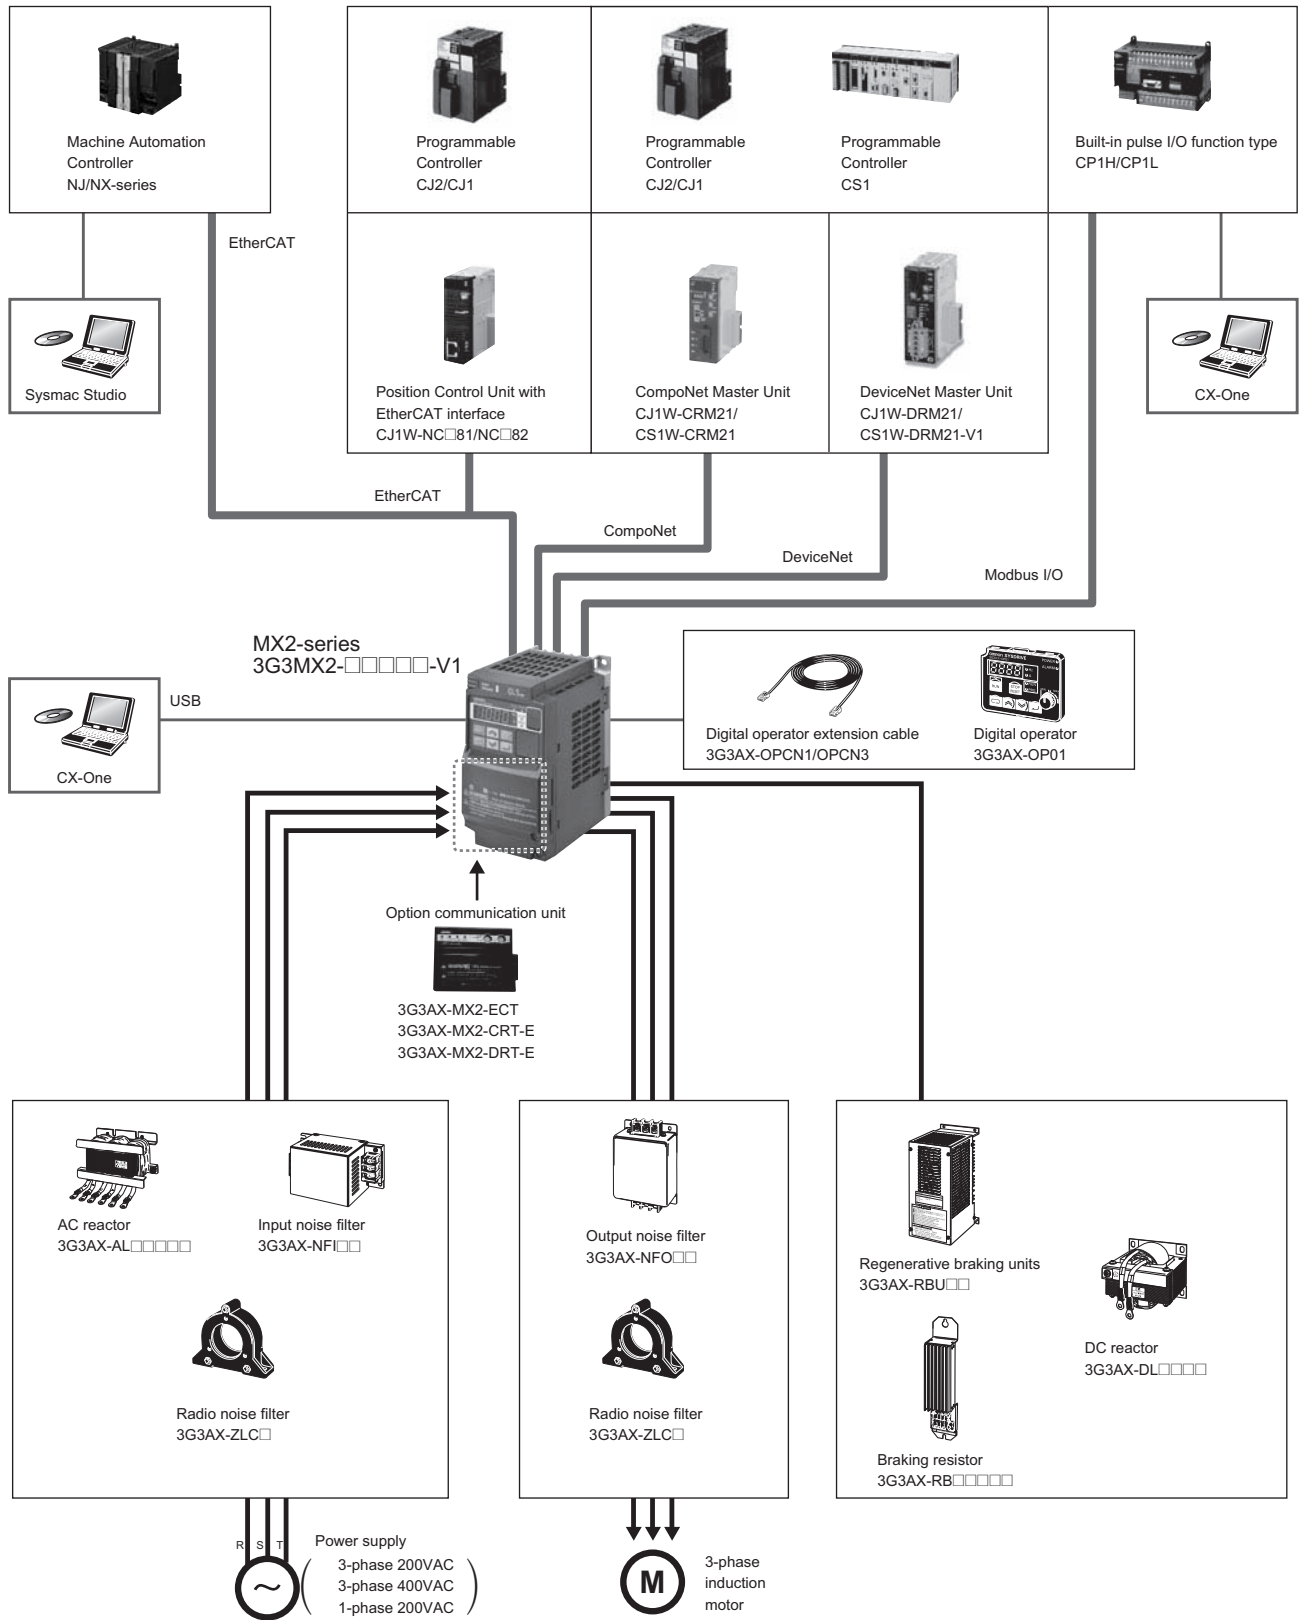 Machine Automation
Controller
NJ/NX-series
Programmable
Controller
CJ2/CJ1
Programmable
Controller
CJ2/CJ1
Programmable
Controller
CS1
Built-in pulse I/O function type
CP1H/CP1L
EtherCAT
Sysmac Studio
Position Control Unit with
EtherCAT interface
CJ1W-NC□81/NC□82
CompoNet Master Unit
CJ1W-CRM21/
CS1W-CRM21
DeviceNet Master Unit
CJ1W-DRM21/
CS1W-DRM21-V1
CX-One
EtherCAT
CompoNet
DeviceNet
Modbus I/O
MX2-series
3G3MX2-□□□□□-V1
USB
CX-One
Digital operator extension cable
3G3AX-OPCN1/OPCN3
Digital operator
3G3AX-OP01
Option communication unit
3G3AX-MX2-ECT
3G3AX-MX2-CRT-E
3G3AX-MX2-DRT-E
AC reactor
3G3AX-AL□□□□□
Input noise filter
3G3AX-NFI□□
Radio noise filter
3G3AX-ZLC□
Output noise filter
3G3AX-NFO□□
Radio noise filter
3G3AX-ZLC□
Regenerative braking units
3G3AX-RBU□□
DC reactor
3G3AX-DL□□□□
Braking resistor
3G3AX-RB□□□□□
R S T
Power supply
3-phase 200VAC
3-phase 400VAC
1-phase 200VAC
M
3-phase
induction
motor